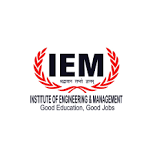 IEM
INSTITUTE OF ENGINEERING & MANAGEMENT
Good Education, Good Jobs